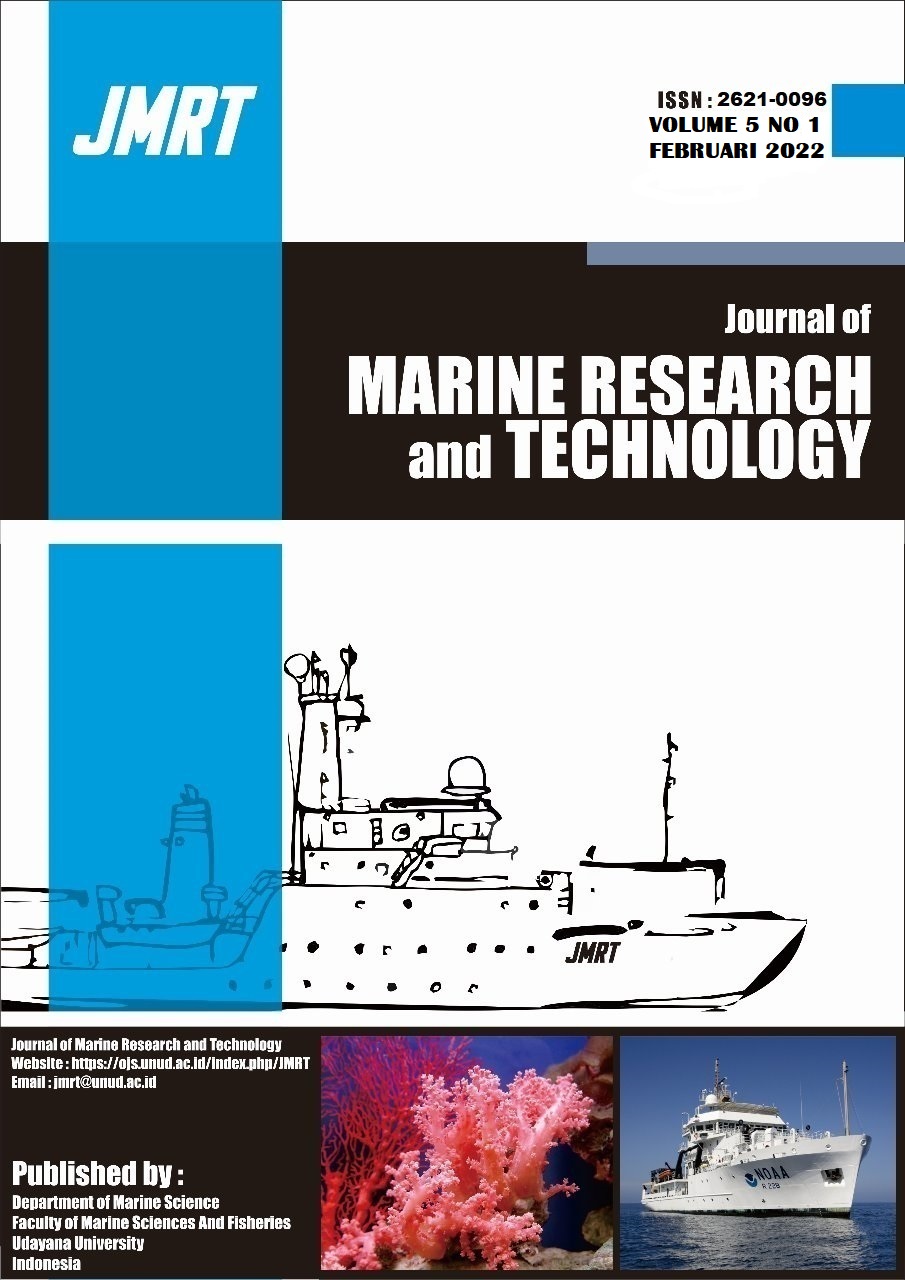 JMRT
ISSN : 2621-0096
VOLUME 5 NO 1
FEBRUARI 2022
Journal of
MARINE RESEARCH
and TECHNOLOGY
JMRT
Journal of Marine Research and Technology
Website : https://ojs.unud.ac.id/index.php/JMRT
Email : jmrt@unud.ac.id
Published by :
Department of Marine Science
Faculty of Marine Sciences And Fisheries
Udayana University
Indonesia
NOAA
R 228